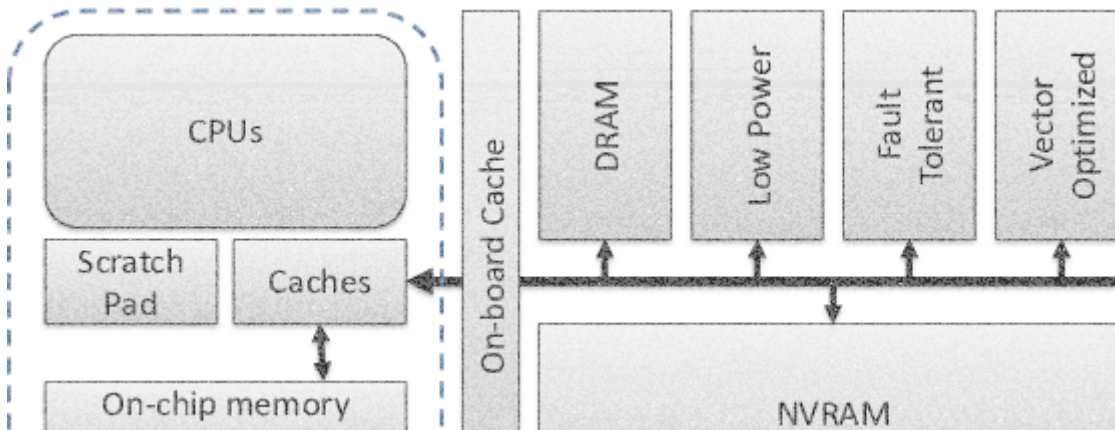 CPUs
Scratch
Pad
Caches
On-chip memory
On-board Cache
DRAM
Low Power
Fault
Tolerant
Vector
Optimized
NVRAM